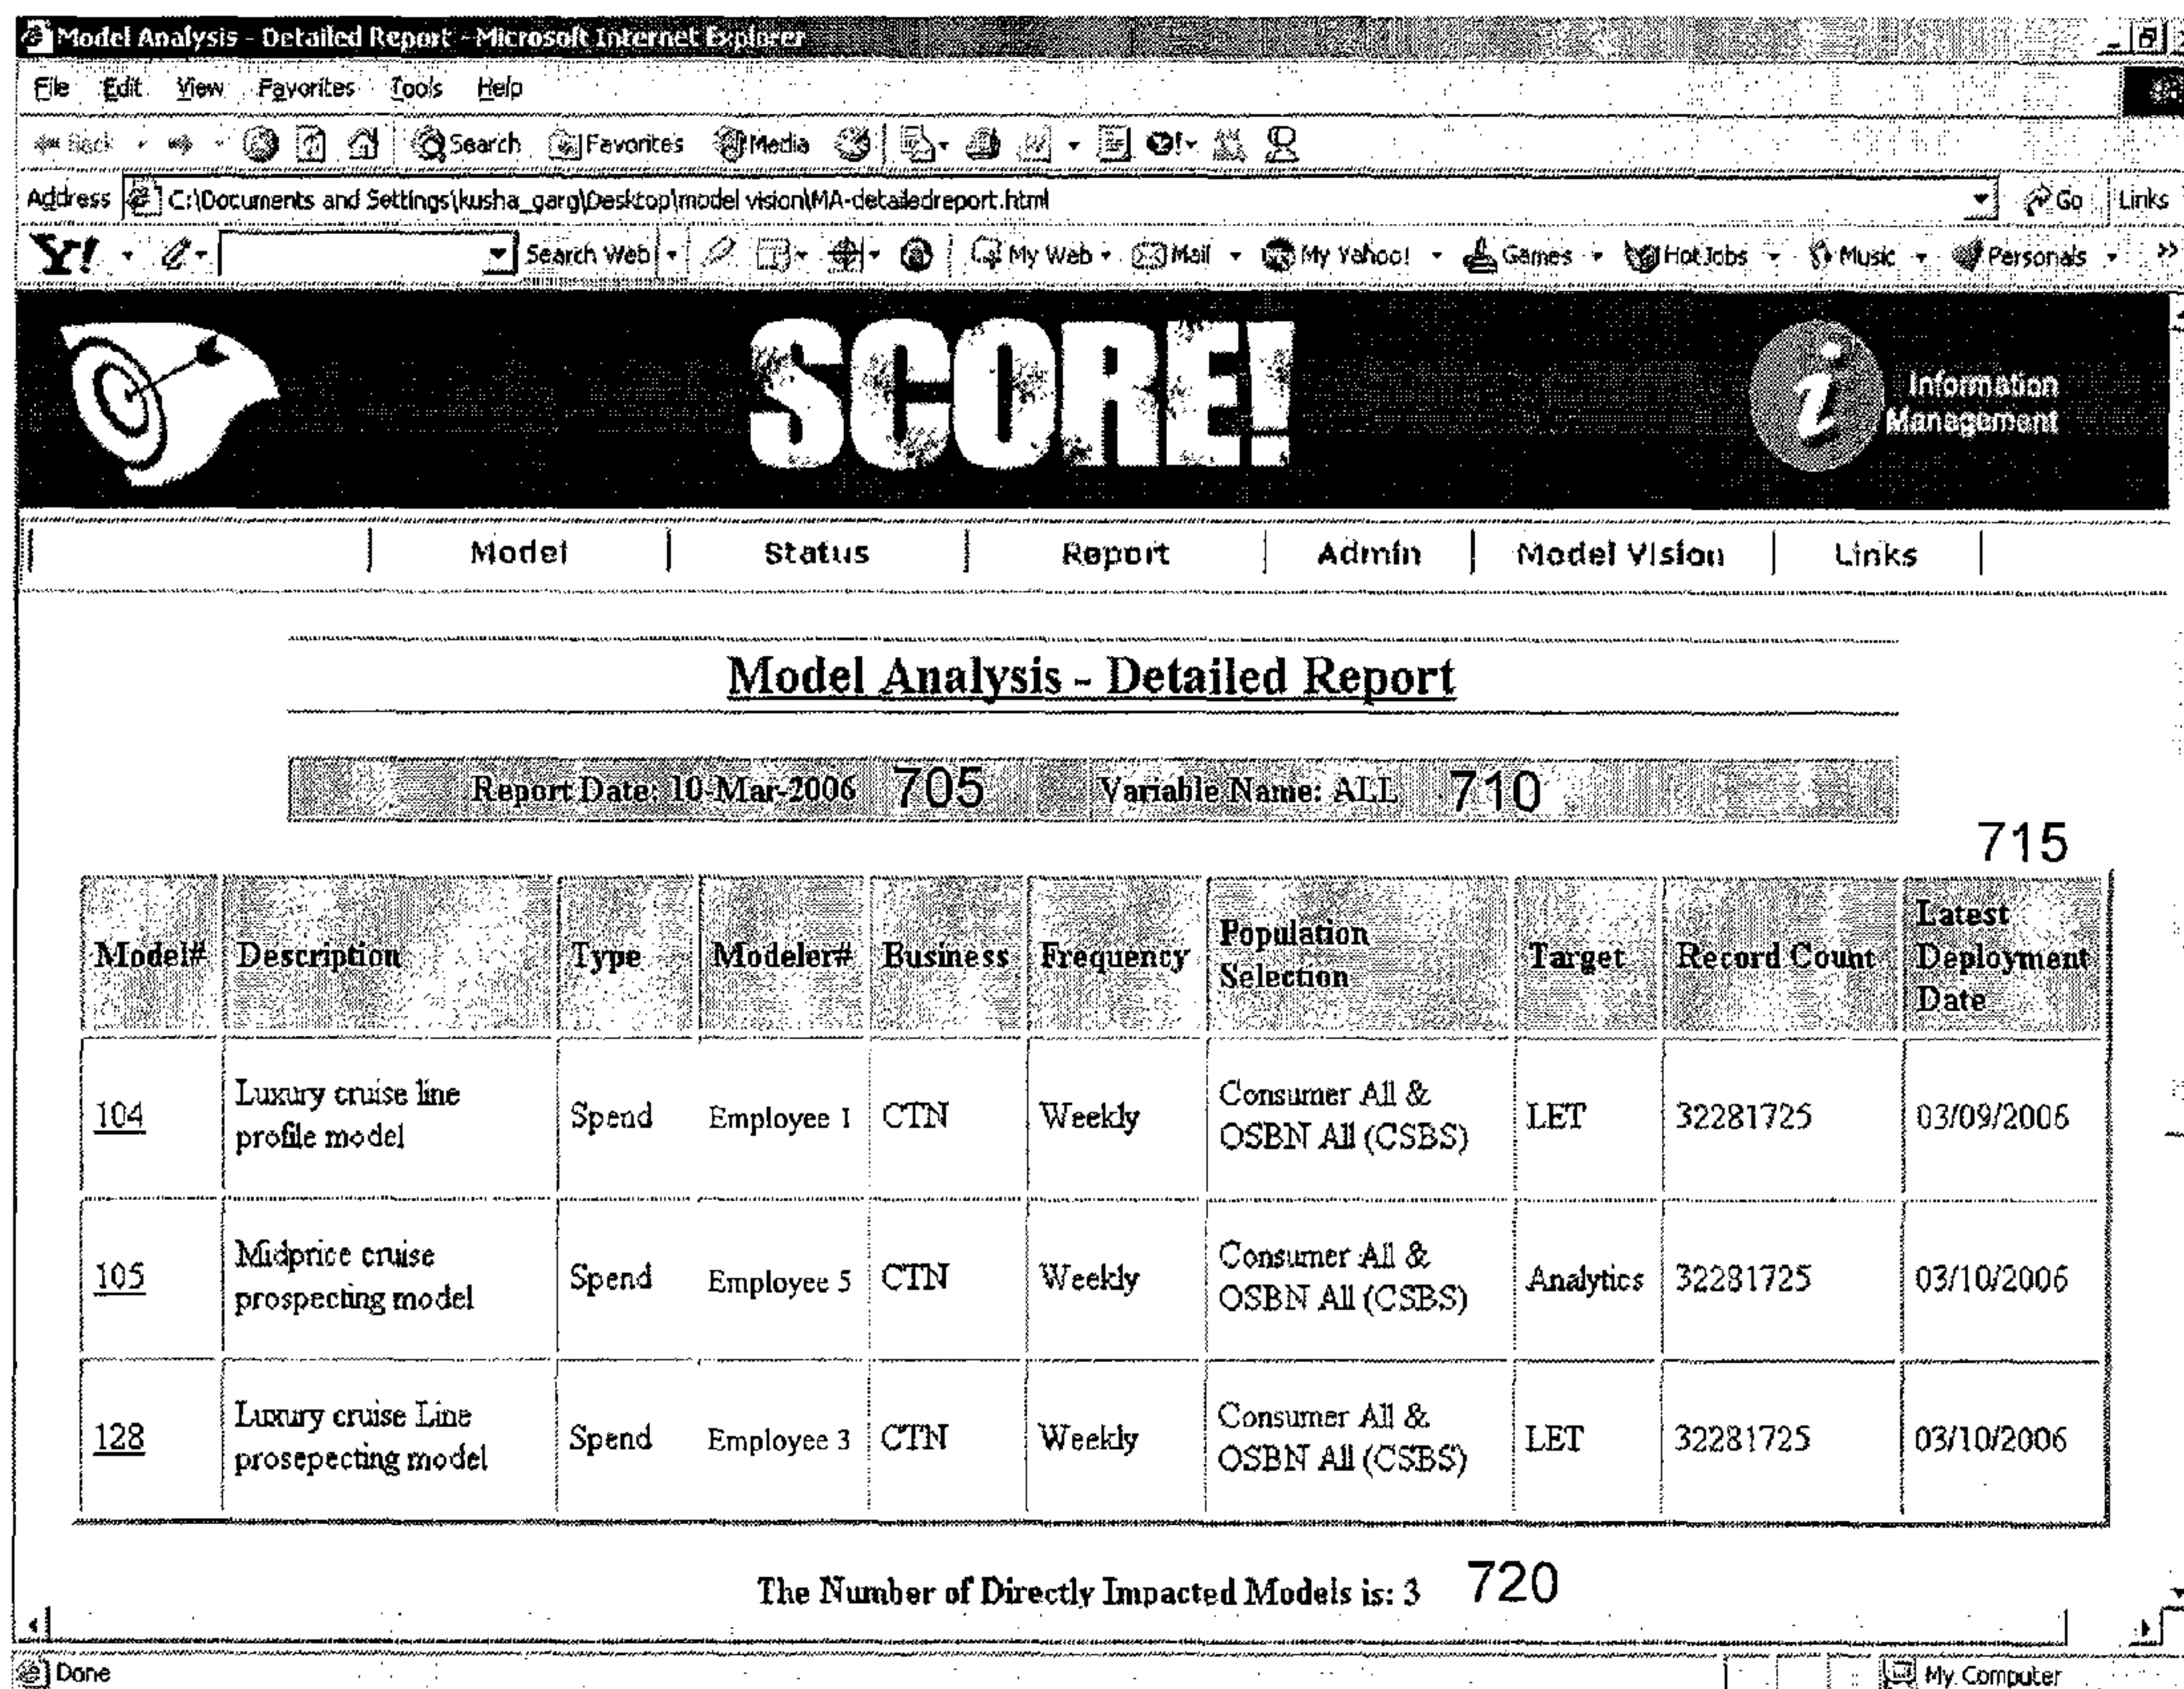 Model Analysis - Detailed Report - Microsoft Internet Explorer
File Edit View Favorites Tools Help
Back Search Favorites Media
Address C:\Documents and Settings\kusha_garg\Desktop\model vision\MA-detailedreport.html Go Links
Y! Search Web My Web Mail My Yahoo! Games HotJobs Music Personals »
SCORE!
i Information
Management
Model | Status | Report | Admin | Model Vision | Links
Model Analysis - Detailed Report
Report Date: 10-Mar-2006 705 Variable Name: ALL 710
715
Model# Description Type Modeler# Business Frequency Population Selection Target Record Count Latest Deployment Date
104 Luxury cruise line profile model Spend Employee 1 CTN Weekly Consumer All & OSBN All (CSBS) LET 32281725 03/09/2006
105 Midprice cruise prospecting model Spend Employee 5 CTN Weekly Consumer All & OSBN All (CSBS) Analytics 32281725 03/10/2006
128 Luxury cruise Line prosepecting model Spend Employee 3 CTN Weekly Consumer All & OSBN All (CSBS) LET 32281725 03/10/2006
The Number of Directly Impacted Models is: 3 720
Done My Computer